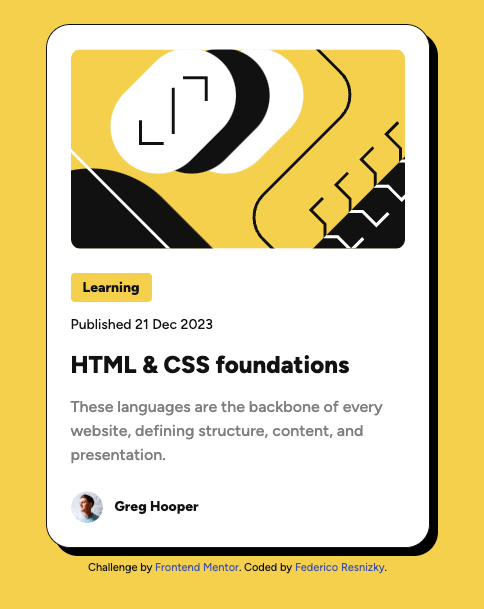 Learning
Published 21 Dec 2023
HTML & CSS foundations
These languages are the backbone of every
website, defining structure, content, and
presentation.
Greg Hooper
Challenge by Frontend Mentor. Coded by Federico Resnizky.